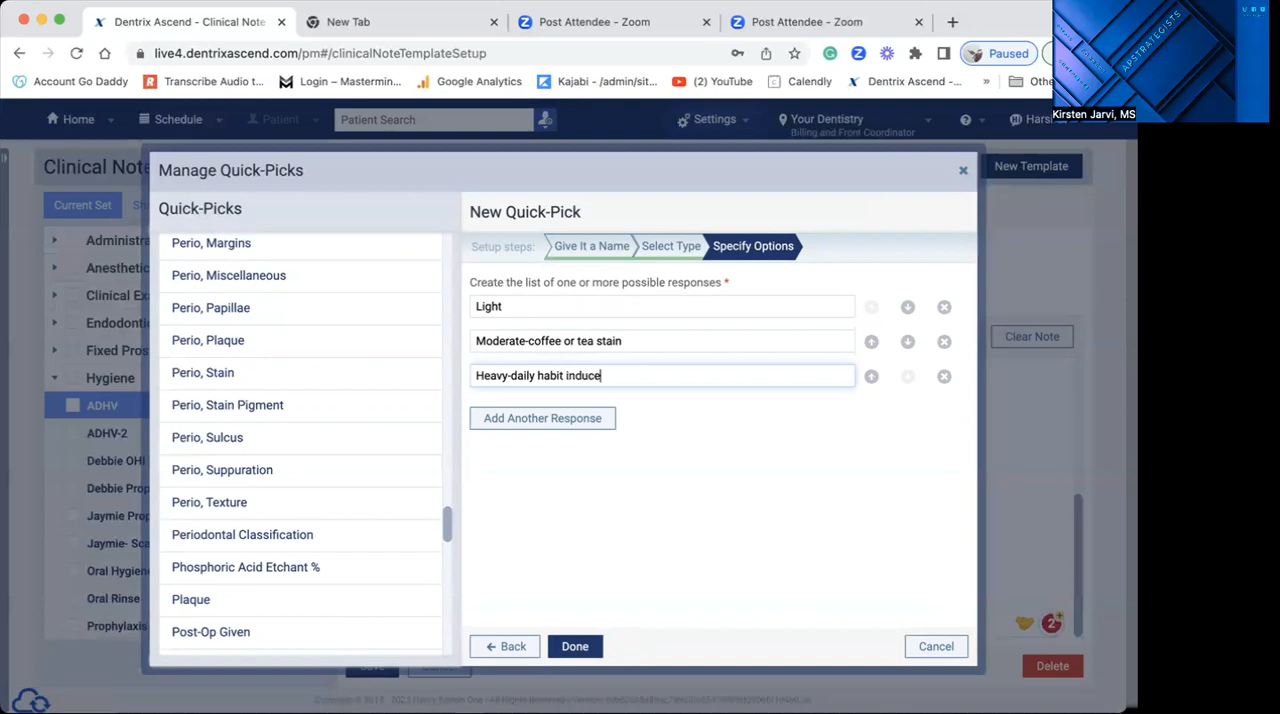 Dentrix Ascend - Clinical Note
New Tab
Post Attendee - Zoom
Post Attendee - Zoom
live4.dentrixascend.com/pm#/clinicalNoteTemplateSetup
Paused
Account Go Daddy
Transcribe Audio t...
Login – Mastermin...
Google Analytics
Kajabi - /admin/sit...
(2) YouTube
Calendly
Dentrix Ascend -...
»
Kirsten Jarvi, MS
APSTRATEGISTS
Home
Schedule
Patient
Patient Search
Settings
Your Dentistry
Billing and Front Coordinator
Clinical Note
New Template
Current Set
Manage Quick-Picks
Quick-Picks
New Quick-Pick
Setup steps:
Give It a Name
Select Type
Specify Options
Perio, Margins
Perio, Miscellaneous
Perio, Papillae
Perio, Plaque
Perio, Stain
Perio, Stain Pigment
Perio, Sulcus
Perio, Suppuration
Perio, Texture
Periodontal Classification
Phosphoric Acid Etchant %
Plaque
Post-Op Given
Create the list of one or more possible responses *
Light
Moderate-coffee or tea stain
Heavy-daily habit induce
Add Another Response
Back
Done
Cancel
Administra
Anesthetic
Clinical Exa
Endodonti
Fixed Prost
Hygiene
ADHV
ADHV-2
Debbie OHI
Debbie Prop
Jaymie Prop
Jaymie- Sca
Oral Hygien
Oral Rinse
Prophylaxis
Clear Note
2
Delete